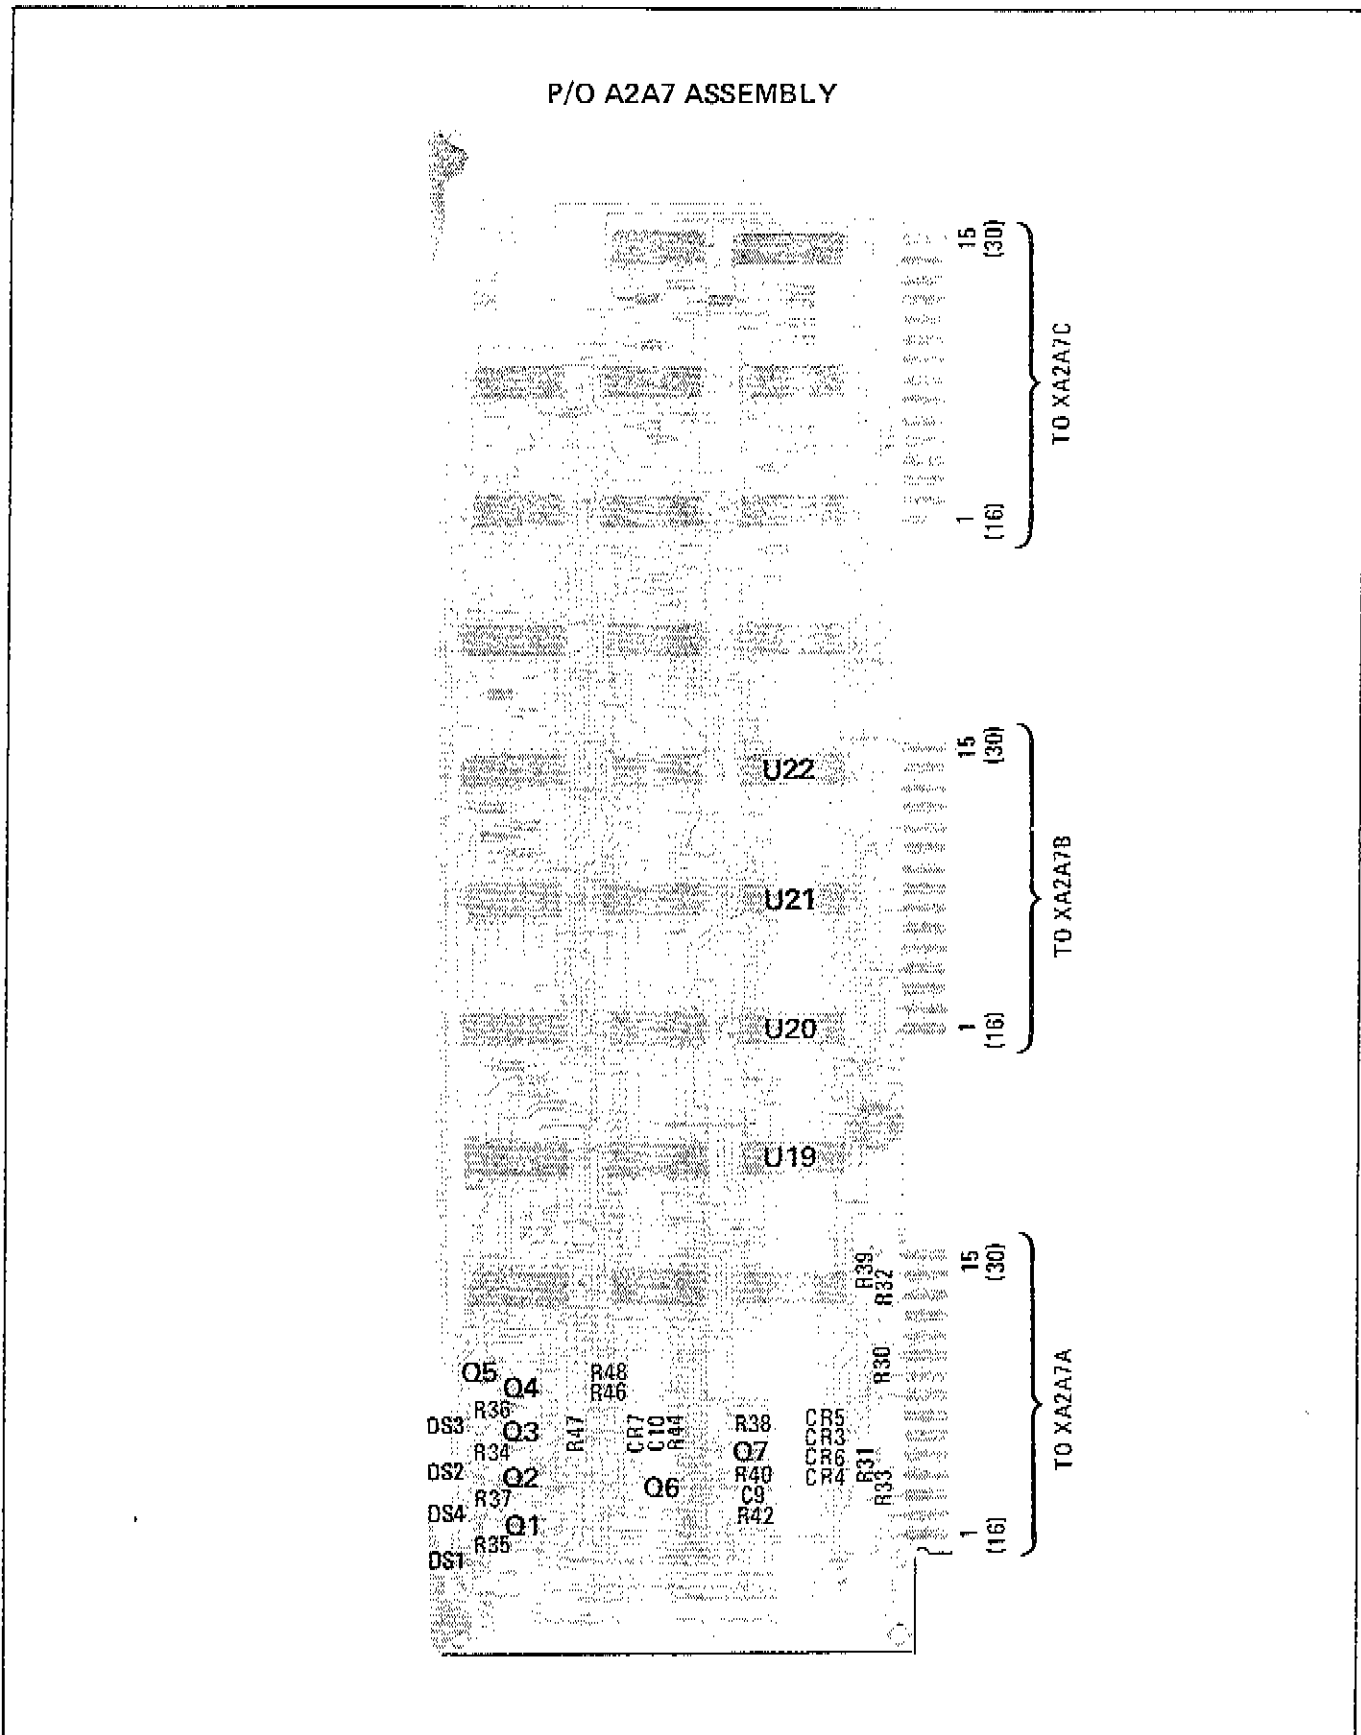 P/O A2A7 ASSEMBLY
15
(30)
TO XA2A7C
1
(16)
15
(30)
U22
TO XA2A7B
U21
U20
1
(16)
U19
15
(30)
R39
R32
R30
TO XA2A7A
Q5
Q4
R48
R46
R36
DS3
Q3
R47
CR7
C10
R44
R38
CR5
CR3
R34
Q7
CR6
R31
DS2
Q2
Q6
R40
CR4
R33
R37
C9
DS4
Q1
R42
R35
DS1
1
(16)